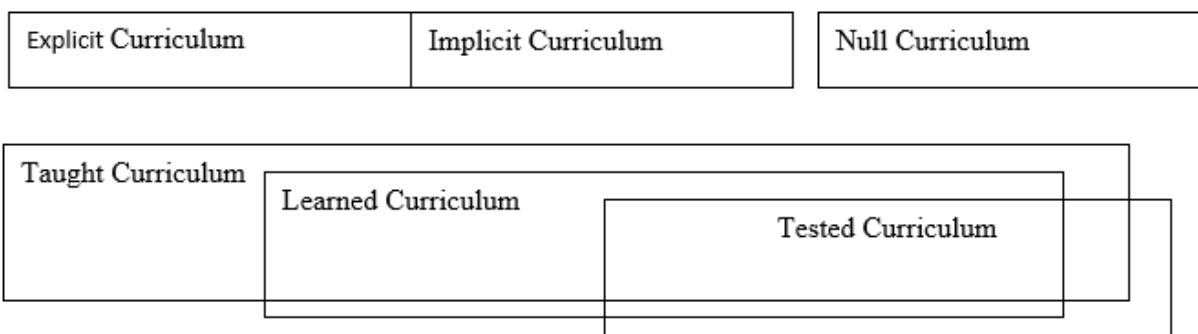 Explicit Curriculum
Implicit Curriculum
Null Curriculum
Taught Curriculum
Learned Curriculum
Tested Curriculum